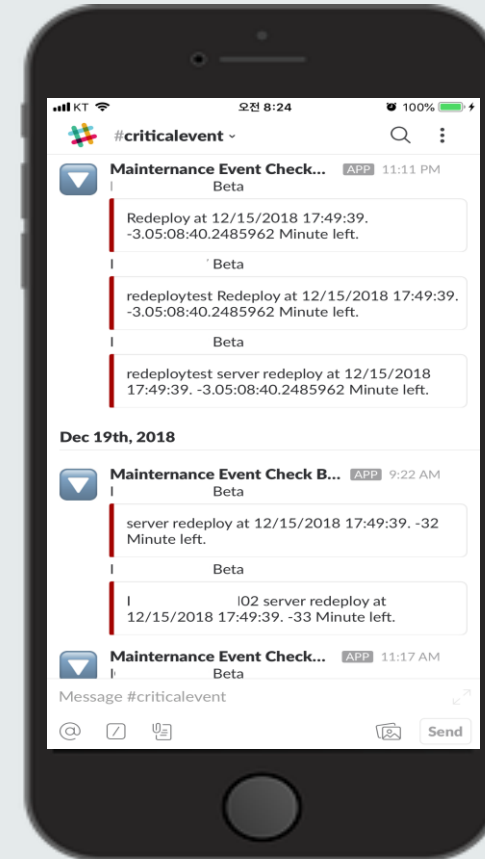 KT 오전 8:24 100%
#criticalevent
Mainternance Event Check... APP 11:11 PM
I Beta
Redeploy at 12/15/2018 17:49:39.
-3.05:08:40.2485962 Minute left.
I Beta
redeploytest Redeploy at 12/15/2018 17:49:39.
-3.05:08:40.2485962 Minute left.
I Beta
redeploytest server redeploy at 12/15/2018
17:49:39. -3.05:08:40.2485962 Minute left.
Dec 19th, 2018
Mainternance Event Check B... APP 9:22 AM
I Beta
server redeploy at 12/15/2018 17:49:39. -32
Minute left.
I Beta
I I02 server redeploy at
12/15/2018 17:49:39. -33 Minute left.
Mainternance Event Check... APP 11:17 AM
Beta
Message #criticalevent
@ Send